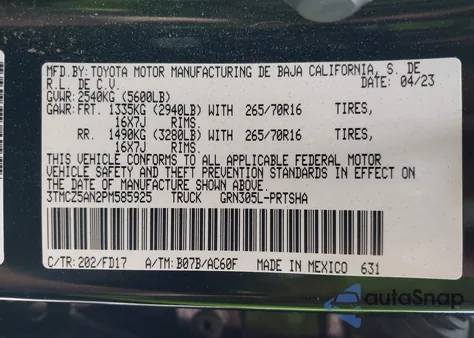 MFD.BY:TOYOTA MOTOR MANUFACTURING DE BAJA CALIFORNIA, S. DE
R.L. DE C.V. DATE: 04/23
GVWR: 2540KG (5600LB)
GAWR:FRT. 1335KG (2940LB) WITH 265/70R16 TIRES,
16X7J RIMS.
RR. 1490KG (3280LB) WITH 265/70R16 TIRES,
16X7J RIMS.
THIS VEHICLE CONFORMS TO ALL APPLICABLE FEDERAL MOTOR
VEHICLE SAFETY AND THEFT PREVENTION STANDARDS IN EFFECT ON
THE DATE OF MANUFACTURE SHOWN ABOVE.
3TMCZ5AN2PM585925 TRUCK GRN305L-PRTSHA
C/TR:202/FD17 A/TM:B07B/AC60F MADE IN MEXICO 631
autoSnap